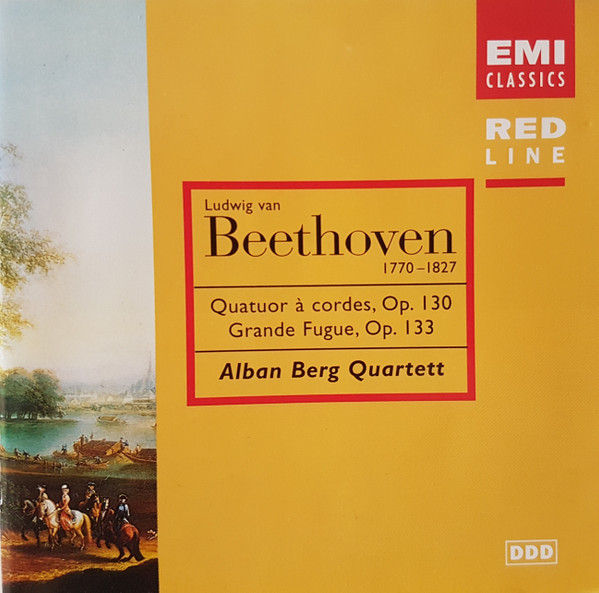 EMI
CLASSICS
RED
LINE
Ludwig van
Beethoven
1770–1827
Quatuor à cordes, Op. 130
Grande Fugue, Op. 133
Alban Berg Quartett
DDD